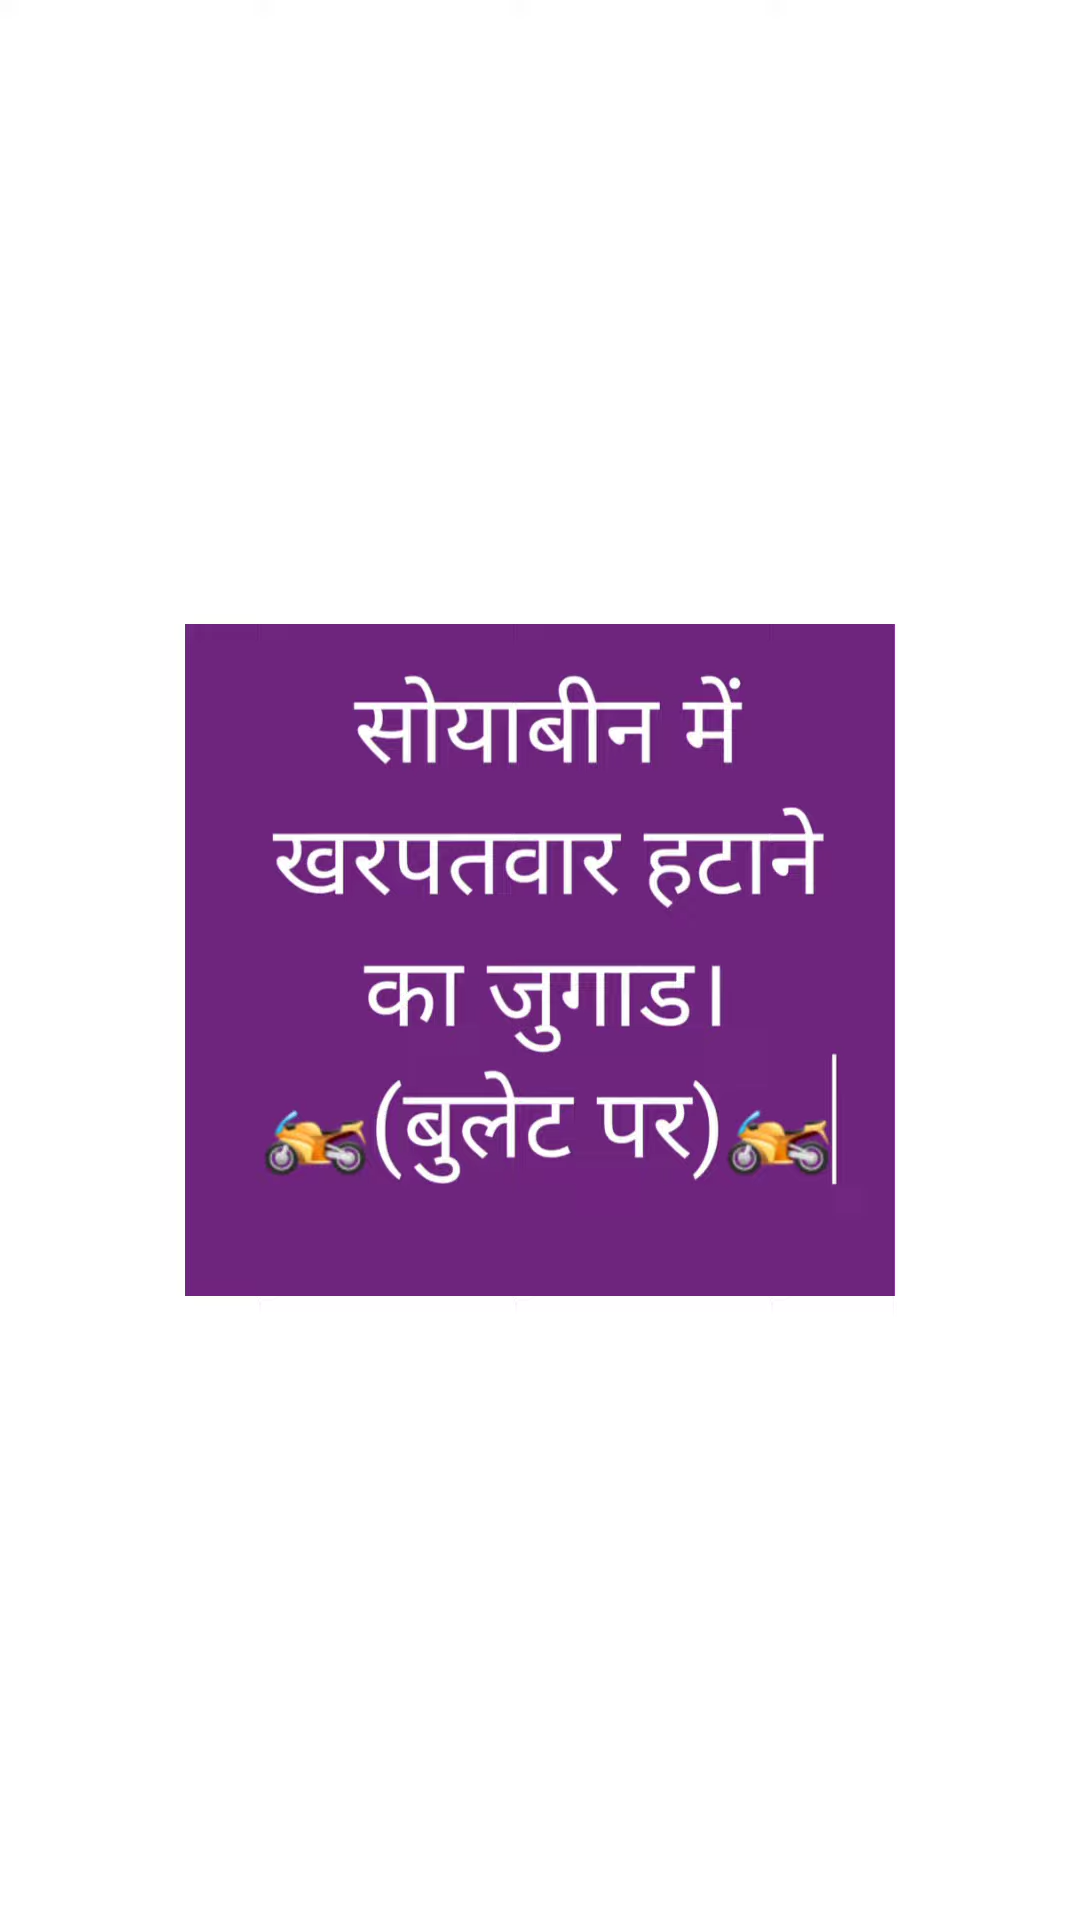 सोयाबीन में
खरपतवार हटाने
का जुगाड।
🏍️(बुलेट पर)🏍️